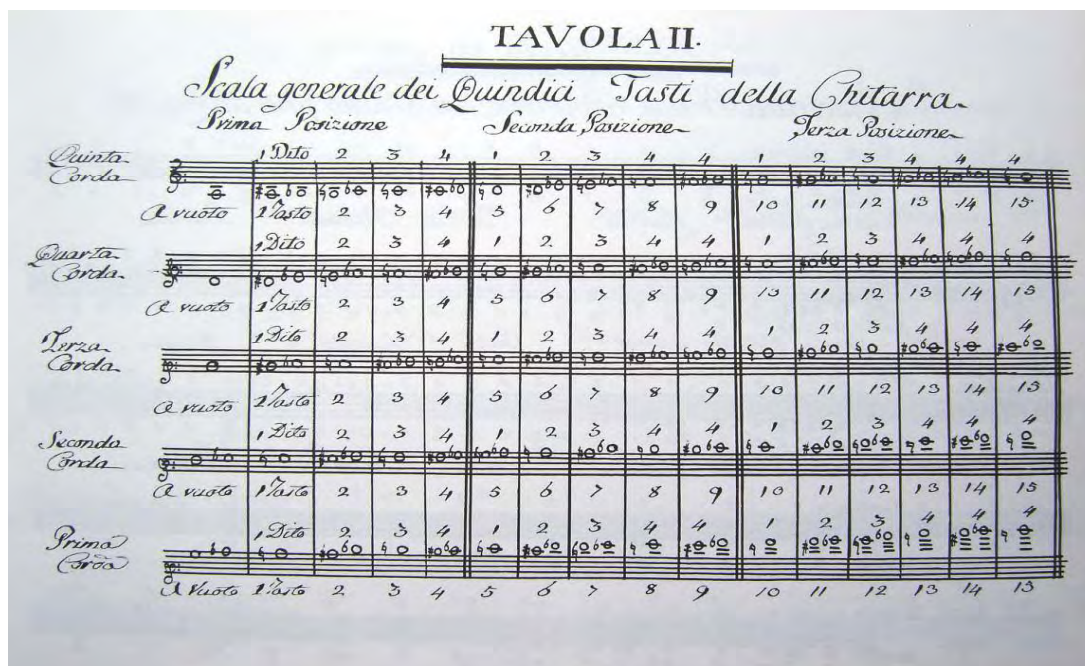 TAVOLA II.
Scala generale dei Quindici Tasti della Chitarra
Prima Posizione Seconda Posizione Terza Posizione
Quinta Corda
1 Dito 2 3 4 1 2 3 4 4 1 2 3 4 4 4
A vuoto 1 Tasto 2 3 4 5 6 7 8 9 10 11 12 13 14 15
Quarta Corda
1 Dito 2 3 4 1 2 3 4 4 1 2 3 4 4 4
A vuoto 1 Tasto 2 3 4 5 6 7 8 9 10 11 12 13 14 15
Terza Corda
1 Dito 2 3 4 1 2 3 4 4 1 2 3 4 4 4
A vuoto 1 Tasto 2 3 4 5 6 7 8 9 10 11 12 13 14 15
Seconda Corda
1 Dito 2 3 4 1 2 3 4 4 1 2 3 4 4 4
A vuoto 1 Tasto 2 3 4 5 6 7 8 9 10 11 12 13 14 15
Prima Corda
1 Dito 2 3 4 1 2 3 4 4 1 2 3 4 4 4
A vuoto 1 Tasto 2 3 4 5 6 7 8 9 10 11 12 13 14 15